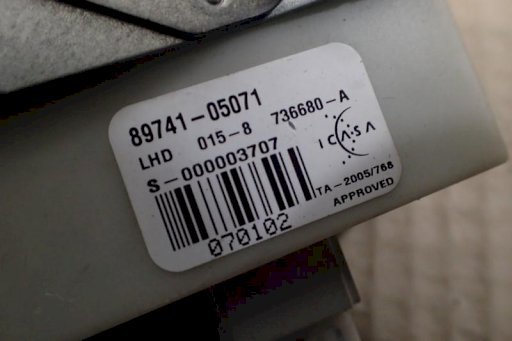 89741-05071
LHD 015-8 736680-A
S-000003707
ICASA
070102
TA-2005/768
APPROVED